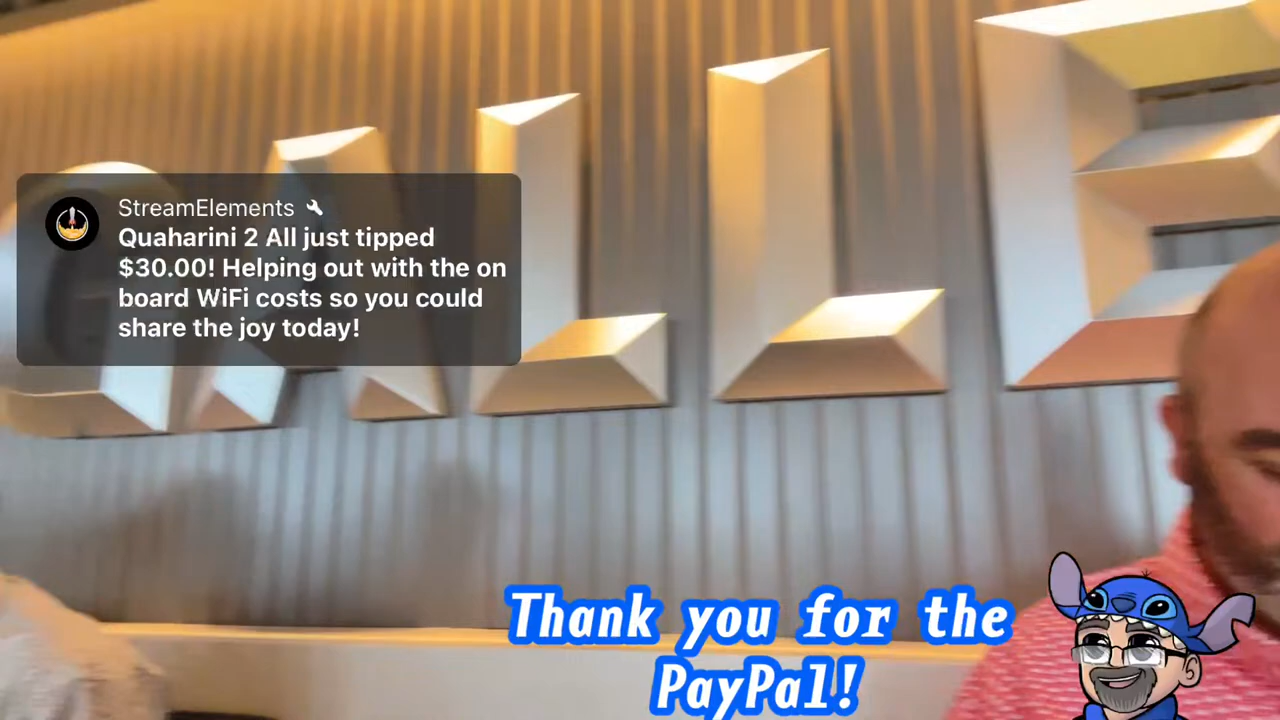 GALLE
StreamElements
Quaharini 2 All just tipped
$30.00! Helping out with the on
board WiFi costs so you could
share the joy today!
Thank you for the
PayPal!